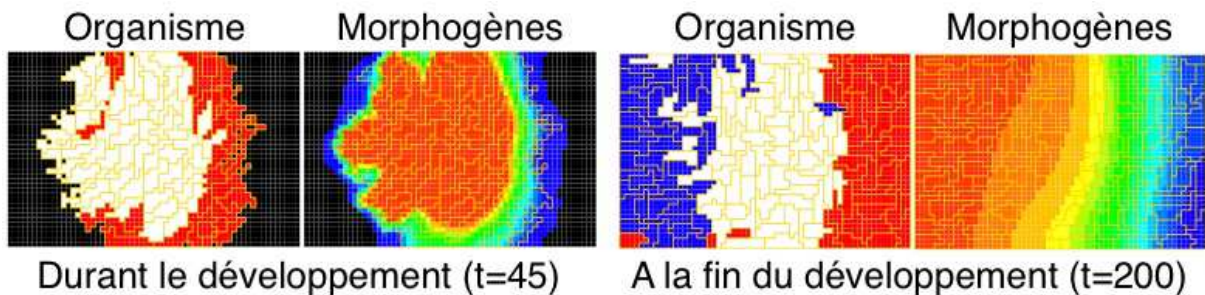 Organisme Morphogènes Organisme Morphogènes
Durant le développement (t=45) A la fin du développement (t=200)